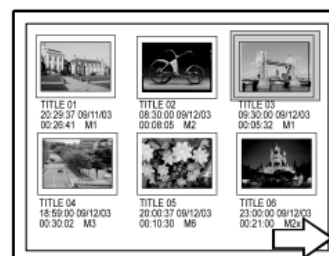 TITLE 01
20:29:37 09/11/03
00:26:41 M1
TITLE 02
08:30:00 09/12/03
00:08:05 M2
TITLE 03
09:30:00 09/12/03
00:05:32 M1
TITLE 04
18:59:00 09/12/03
00:30:02 M3
TITLE 05
20:00:37 09/12/03
00:10:30 M6
TITLE 06
23:00:00 09/12/03
00:21:00 M2x